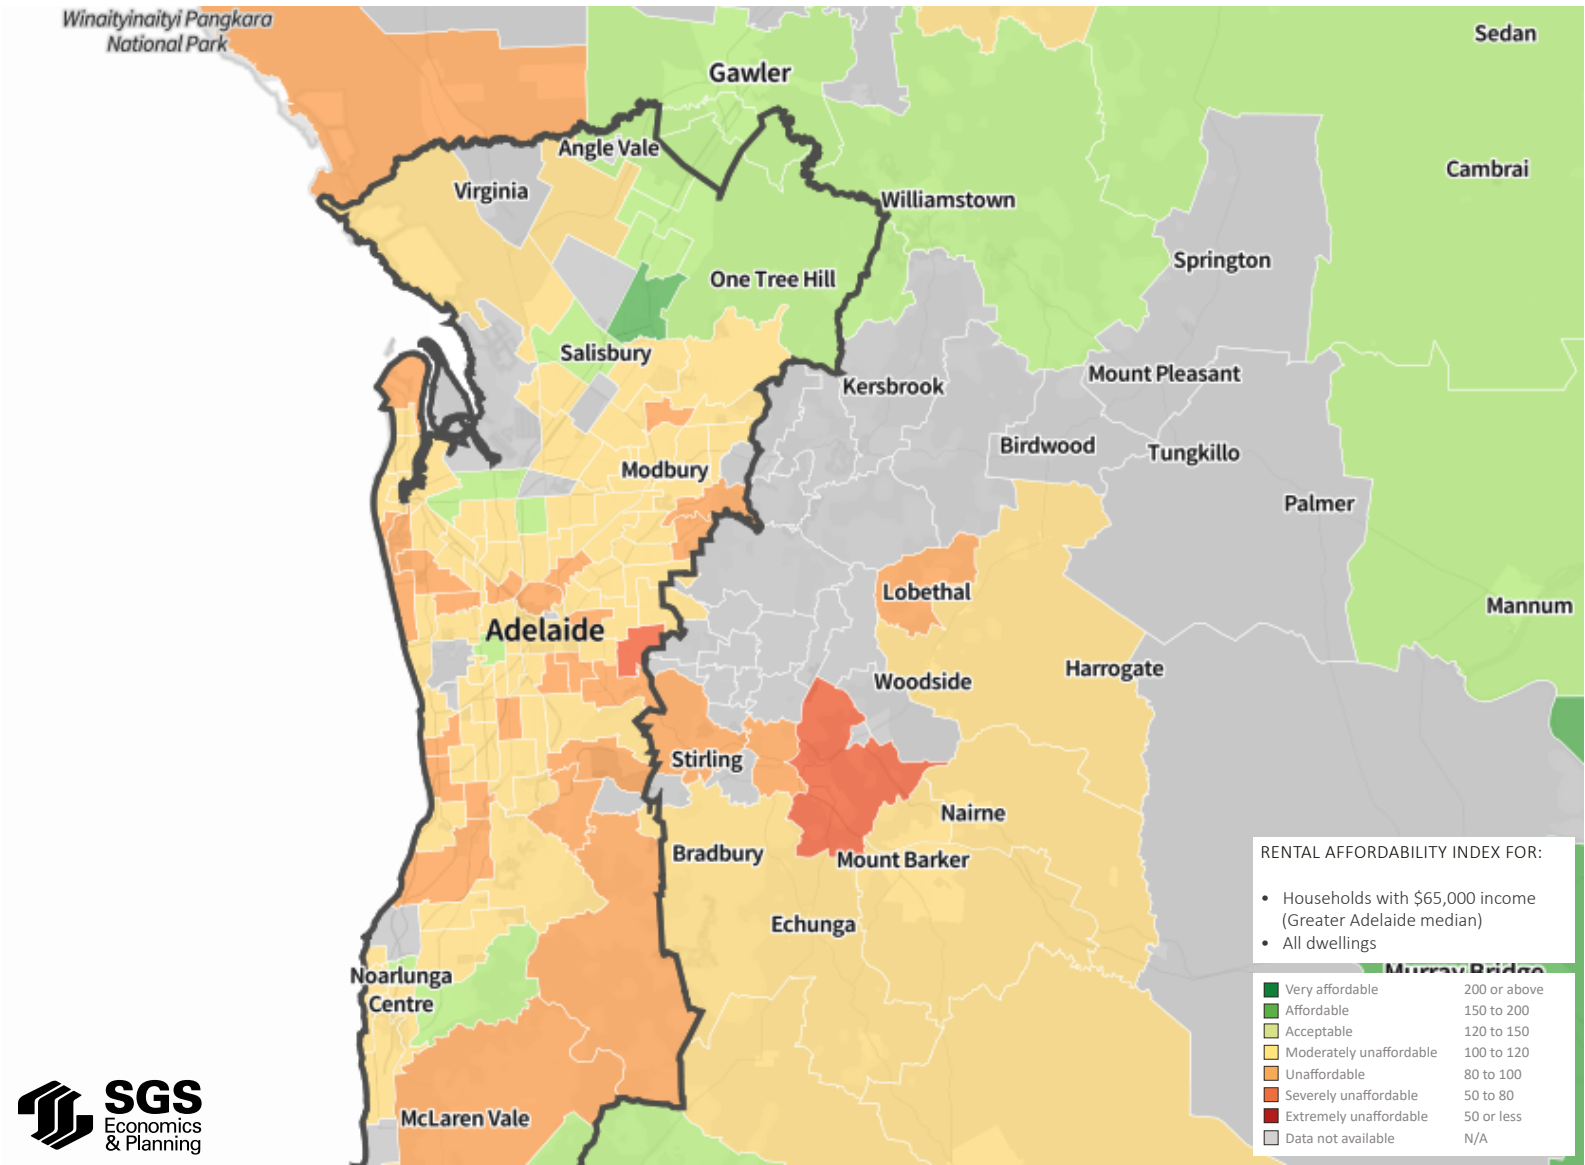 Winaityinaityi Pangkara
National Park
Sedan
Gawler
Angle Vale
Cambrai
Virginia
Williamstown
Springton
One Tree Hill
Salisbury
Mount Pleasant
Kersbrook
Birdwood
Tungkillo
Modbury
Palmer
Lobethal
Mannum
Adelaide
Harrogate
Woodside
Stirling
Nairne
Bradbury
Mount Barker
Echunga
Noarlunga
Centre
Murray Bridge
McLaren Vale
RENTAL AFFORDABILITY INDEX FOR:
• Households with $65,000 income
(Greater Adelaide median)
• All dwellings
Very affordable 200 or above
Affordable 150 to 200
Acceptable 120 to 150
Moderately unaffordable 100 to 120
Unaffordable 80 to 100
Severely unaffordable 50 to 80
Extremely unaffordable 50 or less
Data not available N/A
SGS
Economics
& Planning